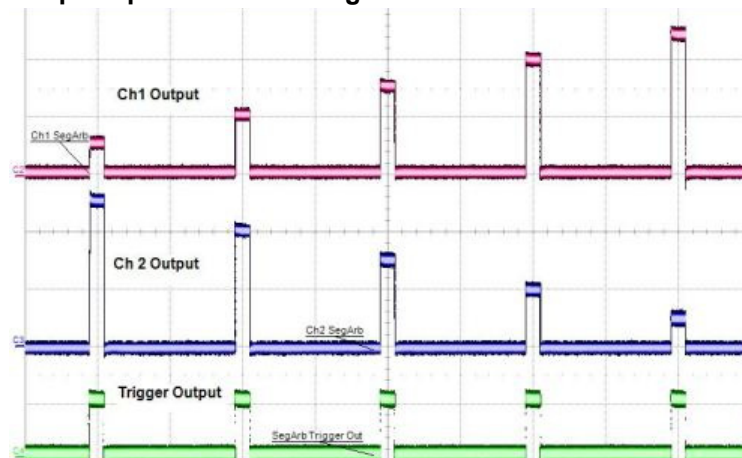 Ch1 Output
Ch1 SegArb
Ch 2 Output
Ch2 SegArb
Trigger Output
SegArb Trigger Out